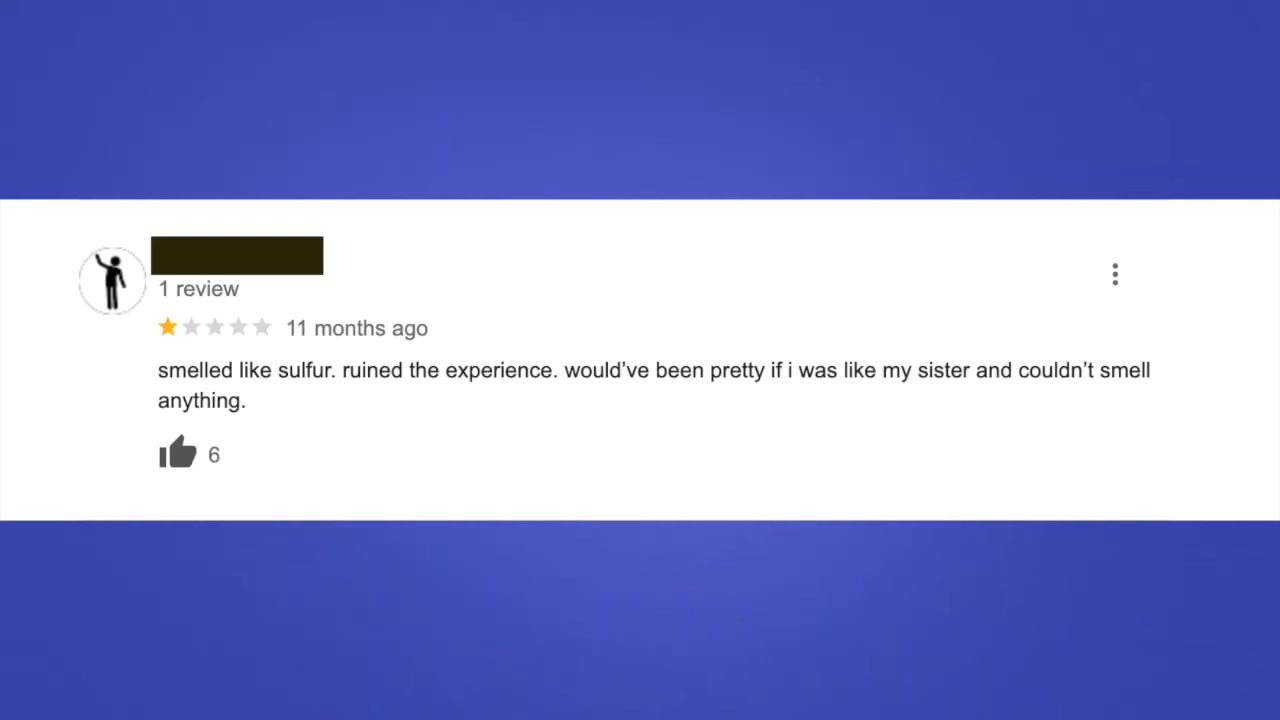 1 review
11 months ago
smelled like sulfur. ruined the experience. would’ve been pretty if i was like my sister and couldn’t smell
anything.
6